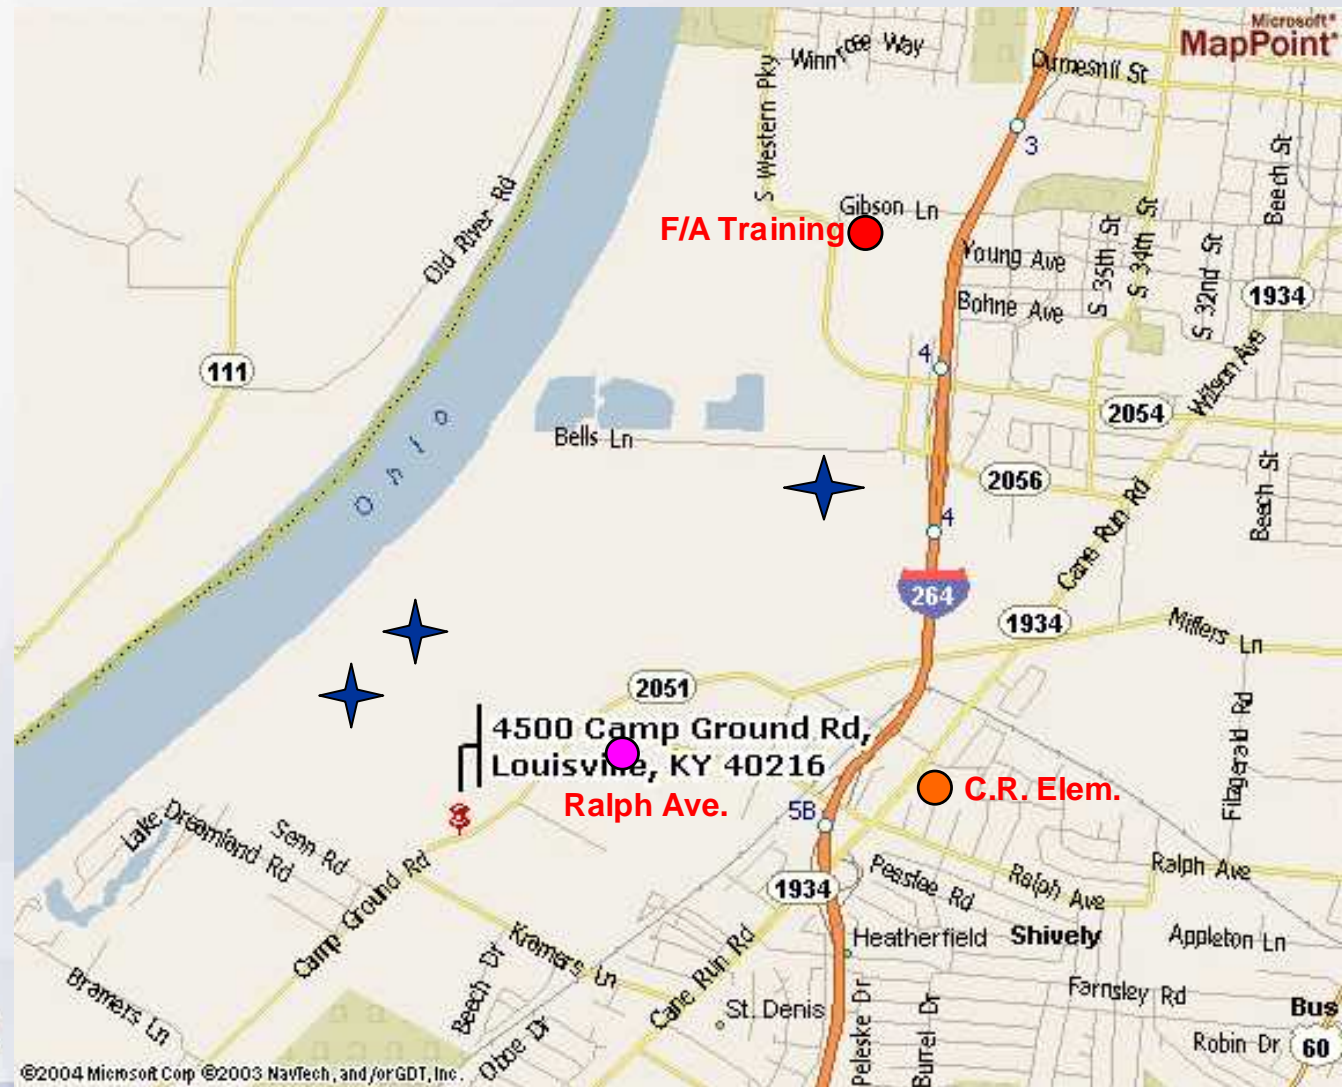 Microsoft®
MapPoint®
Winnrose Way
Dumesnil St
S Western Pky
3
Beech St
Old River Rd
Gibson Ln
F/A Training
S 35th St
S 34th St
S 32nd St
Young Ave
Bohne Ave
1934
4
111
2054
Wilson Ave
Ohio
Bells Ln
2056
Beech St
4
Cane Run Rd
264
1934
Millers Ln
2051
4500 Camp Ground Rd,
Louisville, KY 40216
Fitzgerald Rd
C.R. Elem.
Ralph Ave.
5B
Lake
Dreamland Rd
Senn Rd
Camp Ground Rd
1934
Peaslee Rd
Ralph Ave
Ralph Ave
Kramers Ln
Cane Run Rd
Heatherfield
Shively
Appleton Ln
Bramers Ln
Beech Dr
Oboe Dr
St. Denis
Peleske Dr
Burrel Dr
Farnsley Rd
Bus
60
Robin Dr
©2004 Microsoft Corp ©2003 NavTech, and/or GDT, Inc.